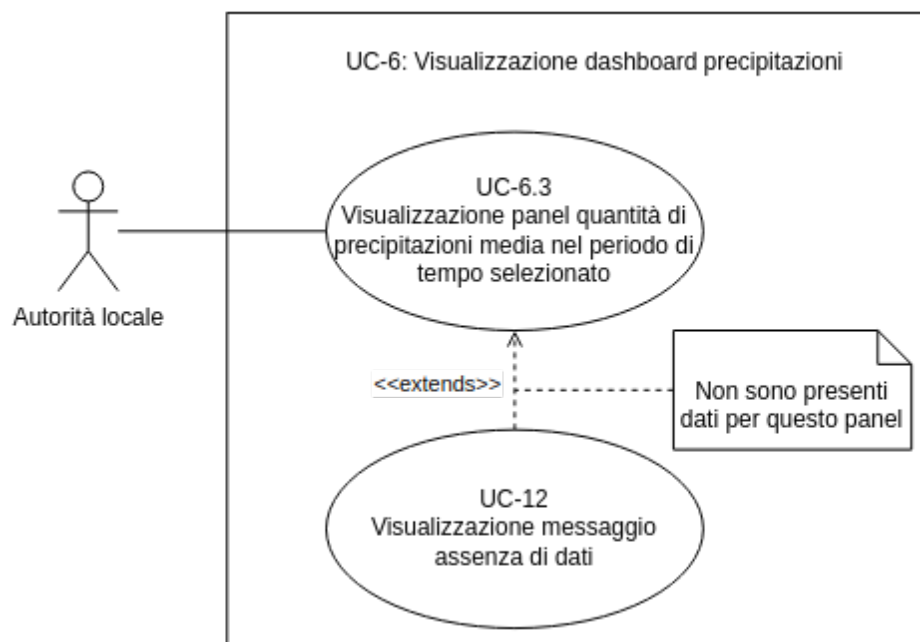 UC-6: Visualizzazione dashboard precipitazioni
UC-6.3
Visualizzazione panel quantità di
precipitazioni media nel periodo di
tempo selezionato
Autorità locale
<<extends>>
Non sono presenti
dati per questo panel
UC-12
Visualizzazione messaggio
assenza di dati